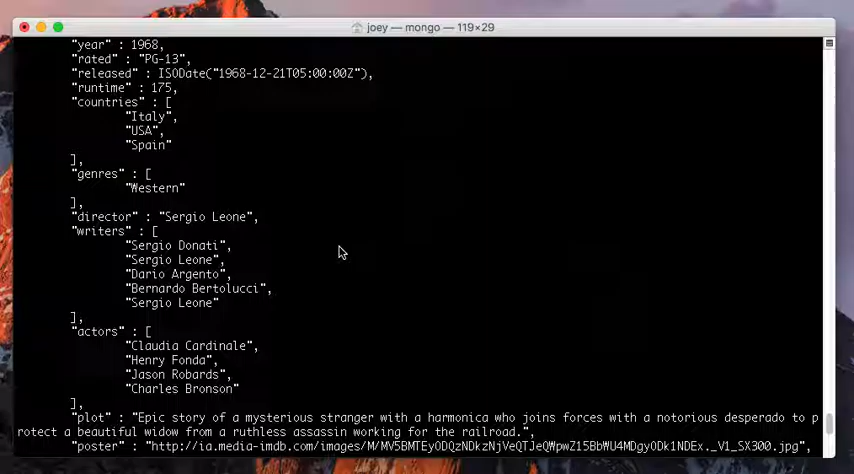 joey — mongo — 119×29
"year" : 1968,
"rated" : "PG-13",
"released" : ISODate("1968-12-21T05:00:00Z"),
"runtime" : 175,
"countries" : [
"Italy",
"USA",
"Spain"
],
"genres" : [
"Western"
],
"director" : "Sergio Leone",
"writers" : [
"Sergio Donati",
"Sergio Leone",
"Dario Argento",
"Bernardo Bertolucci",
"Sergio Leone"
],
"actors" : [
"Claudia Cardinale",
"Henry Fonda",
"Jason Robards",
"Charles Bronson"
],
"plot" : "Epic story of a mysterious stranger with a harmonica who joins forces with a notorious desperado to p
rotect a beautiful widow from a ruthless assassin working for the railroad.",
"poster" : "http://ia.media-imdb.com/images/M/MV5BMTEyODQzNDkzNjVeQTJeQWpwZ15BbWU4MDgyODk1NDEx._V1_SX300.jpg",